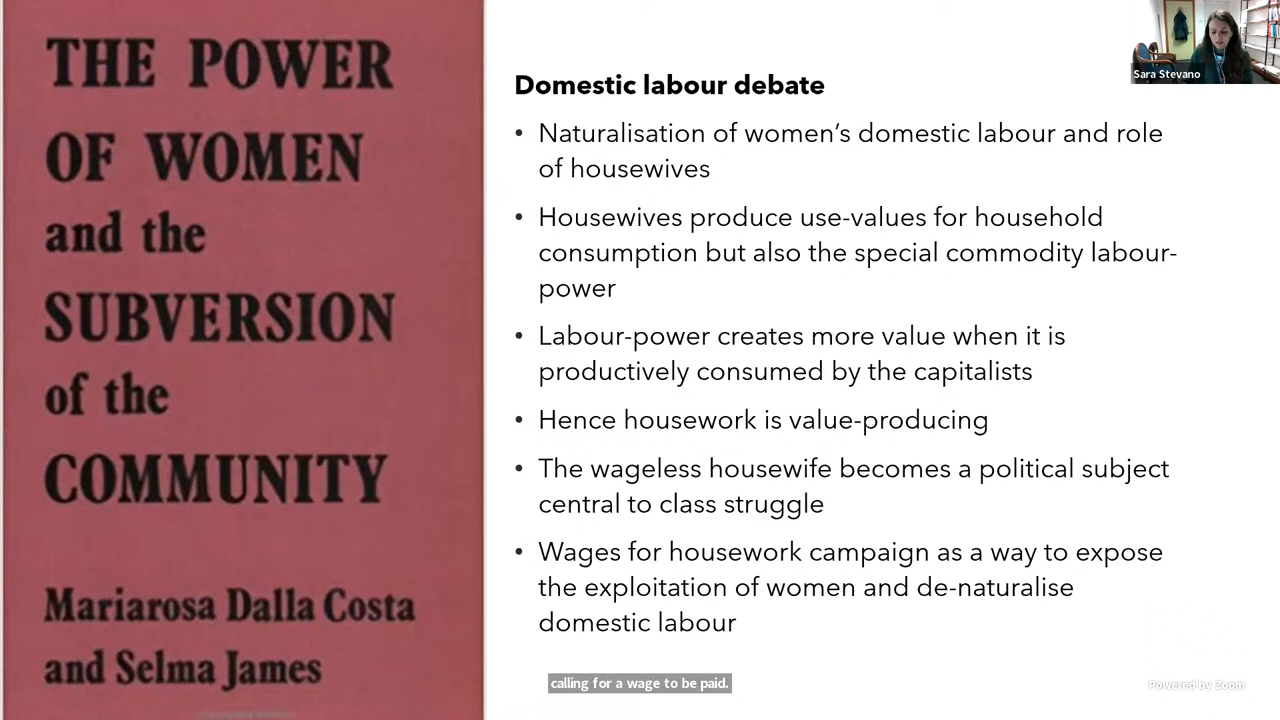 THE POWER
OF WOMEN
and the
SUBVERSION
of the
COMMUNITY
Mariarosa Dalla Costa
and Selma James
Domestic labour debate
• Naturalisation of women’s domestic labour and role
of housewives
• Housewives produce use-values for household
consumption but also the special commodity labour-
power
• Labour-power creates more value when it is
productively consumed by the capitalists
• Hence housework is value-producing
• The wageless housewife becomes a political subject
central to class struggle
• Wages for housework campaign as a way to expose
the exploitation of women and de-naturalise
domestic labour
Sara Stevano
calling for a wage to be paid.
Powered by Zoom